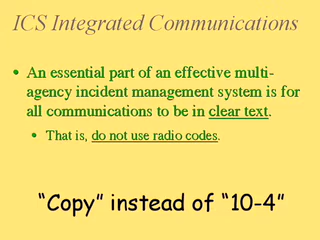 ICS Integrated Communications
• An essential part of an effective multi-
agency incident management system is for
all communications to be in clear text.
• That is, do not use radio codes.
“Copy” instead of “10-4”